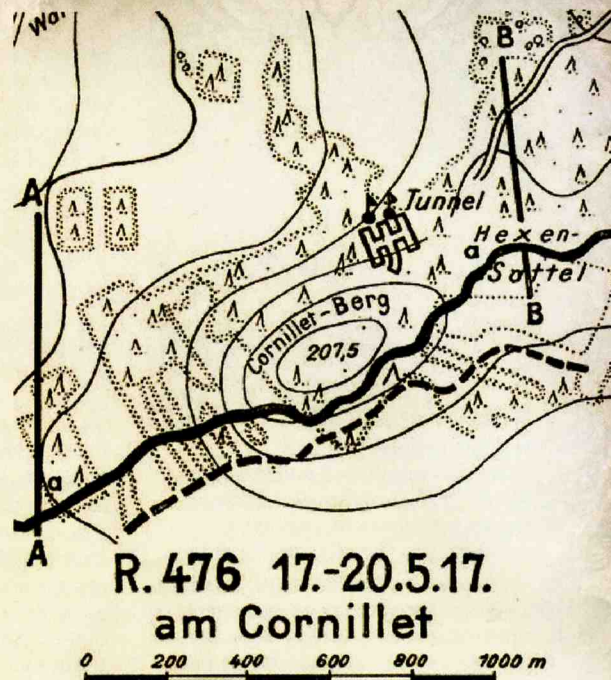 B
A
Tunnel
a
Hexen-
Sattel
Cornillet-Berg
207,5
B
a
A
R. 476 17.-20.5.17.
am Cornillet
0 200 400 600 800 1000 m